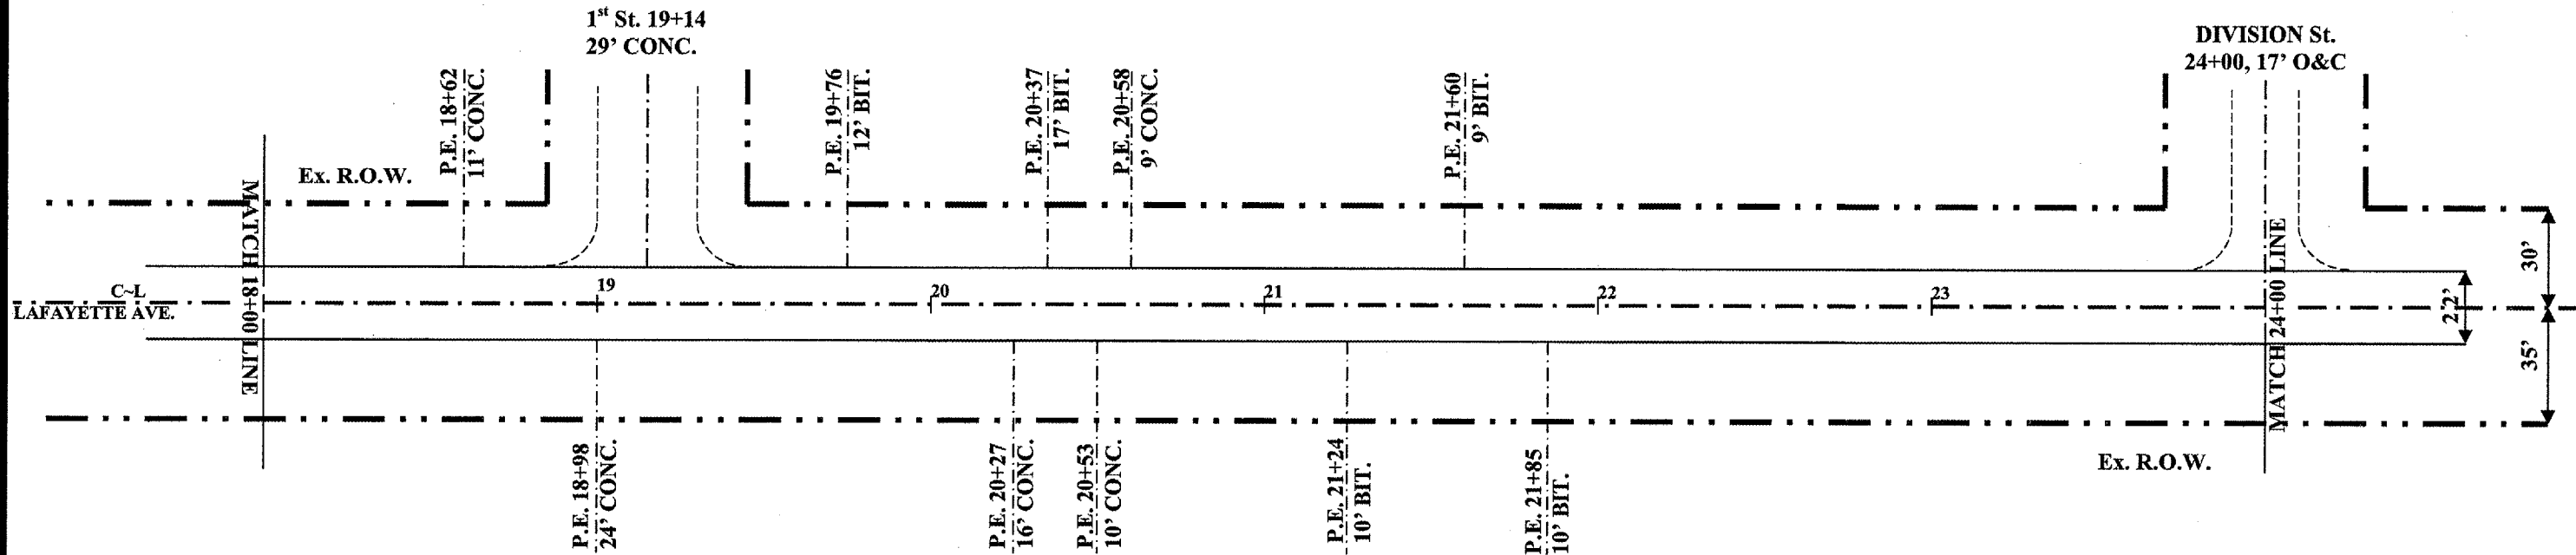 1st St. 19+14
29' CONC.
DIVISION St.
24+00, 17' O&C
P.E. 18+62
11' CONC.
P.E. 19+76
12' BIT.
P.E. 20+37
17' BIT.
P.E. 20+58
9' CONC.
P.E. 21+60
9' BIT.
Ex. R.O.W.
MATCH 18+00 LINE
C~L
LAFAYETTE AVE.
19
20
21
22
23
MATCH 24+00 LINE
30'
22'
35'
P.E. 18+98
24' CONC.
P.E. 20+27
16' CONC.
P.E. 20+53
10' CONC.
P.E. 21+24
10' BIT.
P.E. 21+85
10' BIT.
Ex. R.O.W.